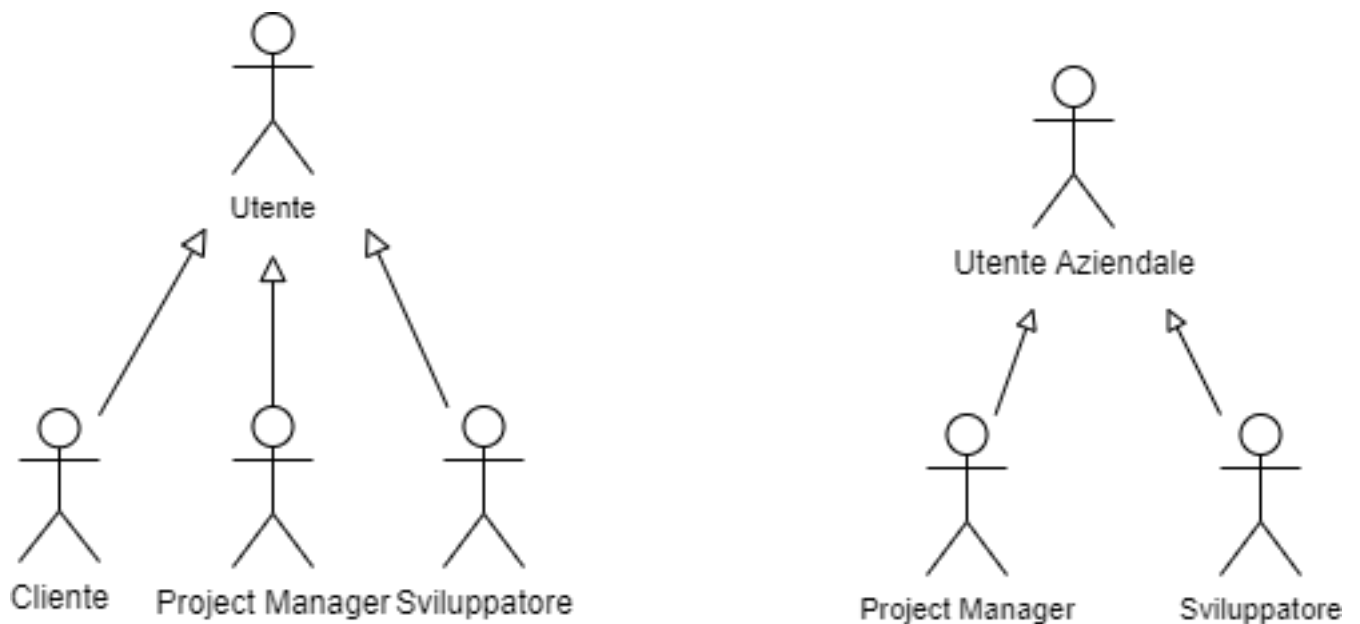 Utente
Utente Aziendale
Cliente
Project Manager
Sviluppatore
Project Manager
Sviluppatore